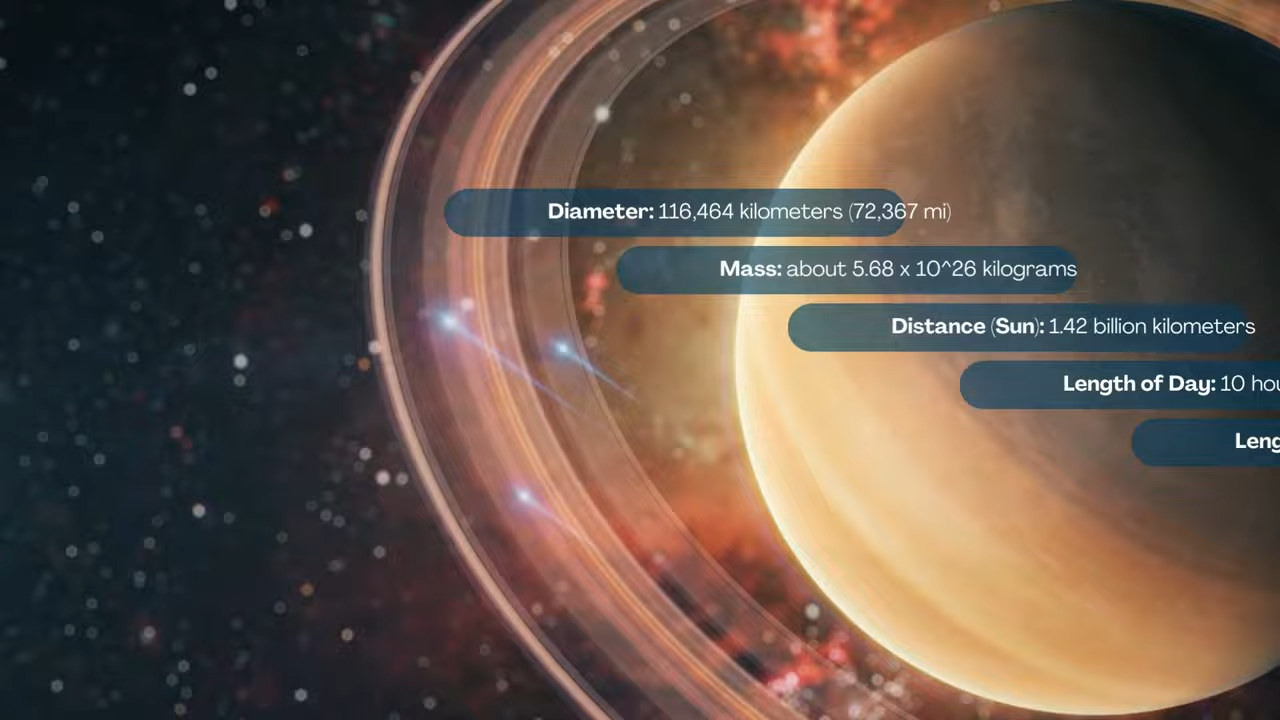 Diameter: 116,464 kilometers (72,367 mi)
Mass: about 5.68 x 10^26 kilograms
Distance (Sun): 1.42 billion kilometers
Length of Day: 10